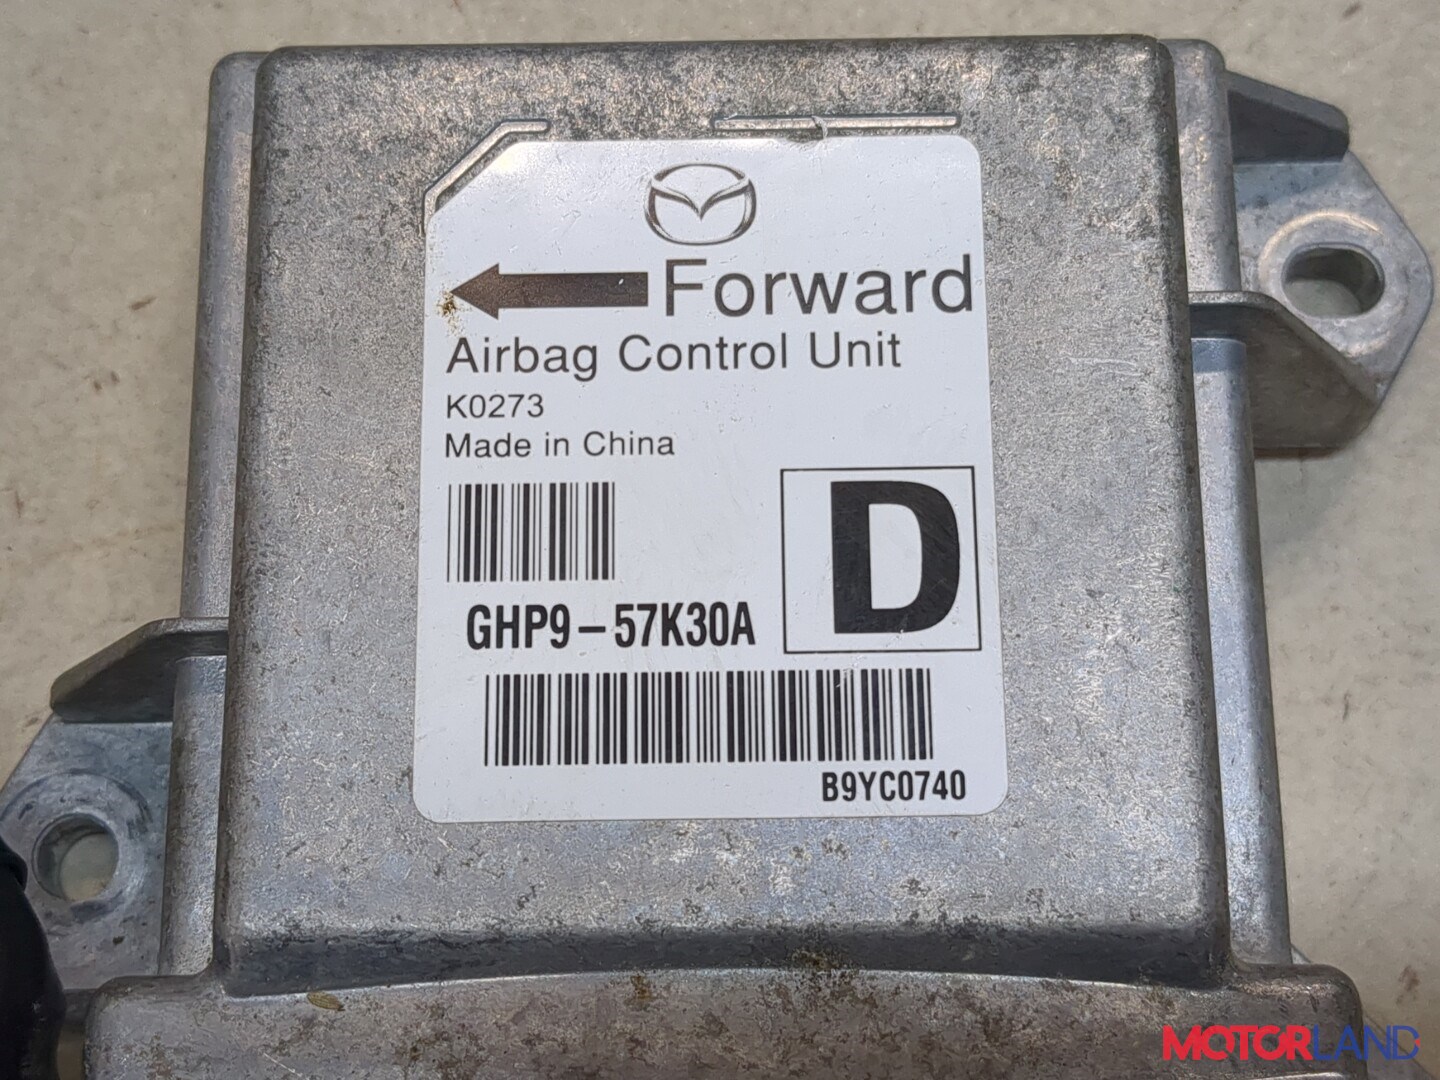 Forward
Airbag Control Unit
K0273
Made in China
D
GHP9-57K30A
B9YC0740
MOTORLAND